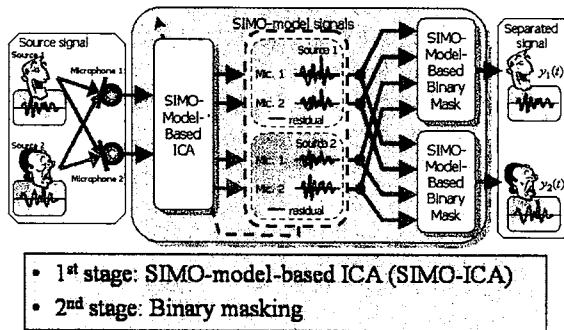 Source signal
Source 1
Microphone 1
Source 2
Microphone 2
SIMO-
Model-
Based
ICA
SIMO-model signals
Source 1
Mic. 1
Mic. 2
residual
Source 2
Mic. 1
Mic. 2
residual
SIMO-
Model-
Based
Binary
Mask
SIMO-
Model-
Based
Binary
Mask
Separated
signal
y₁(t)
y₂(t)
• 1st stage: SIMO-model-based ICA (SIMO-ICA)
• 2nd stage: Binary masking